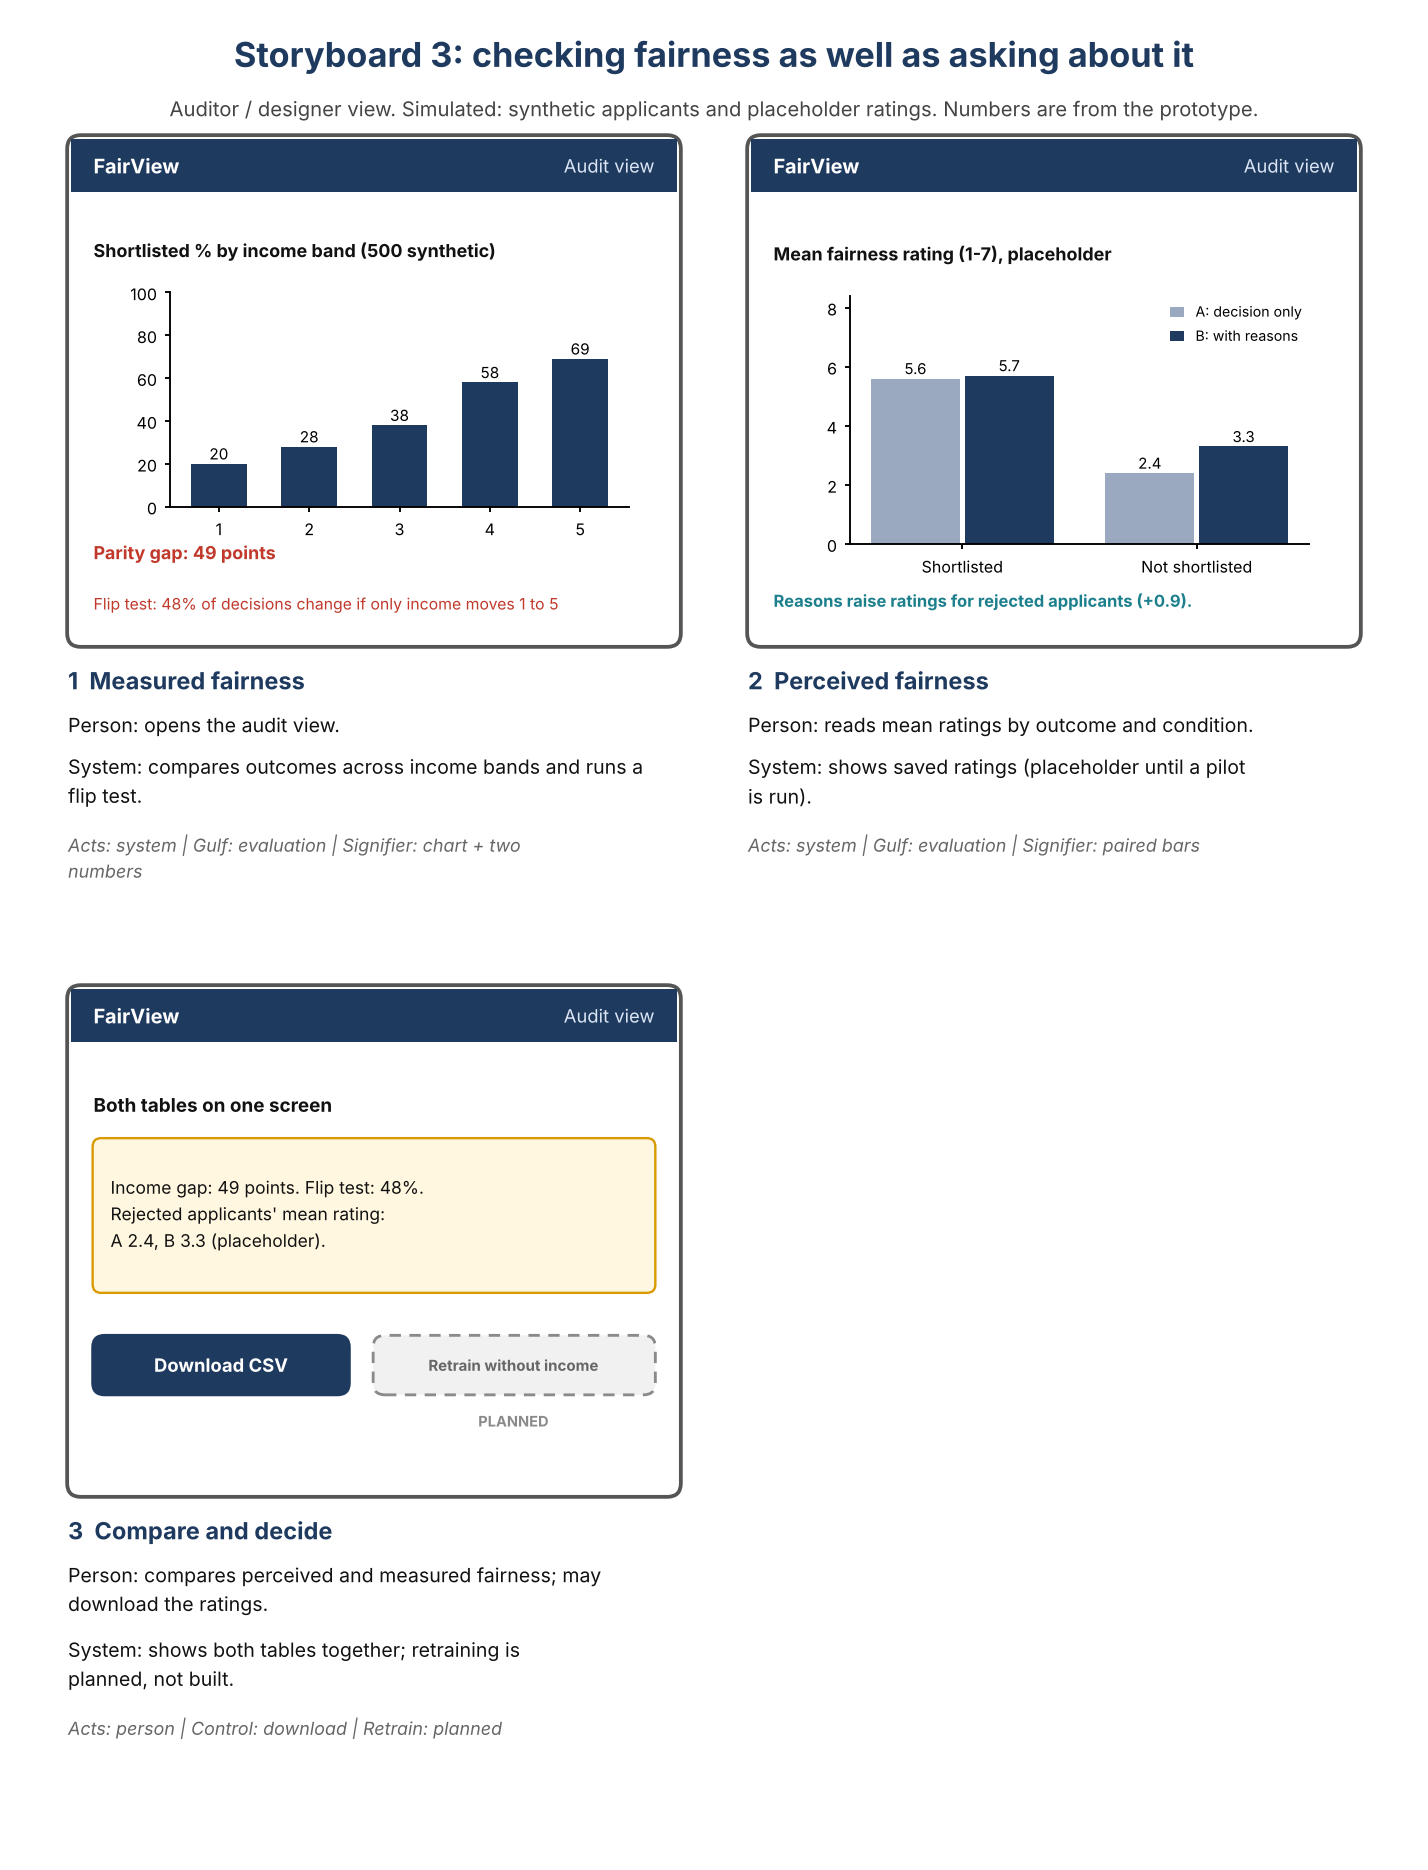 Storyboard 3: checking fairness as well as asking about it
Auditor / designer view. Simulated: synthetic applicants and placeholder ratings. Numbers are from the prototype.
FairView
Audit view
Shortlisted % by income band (500 synthetic)
100
80
60
40
20
0
20
28
38
58
69
1
2
3
4
5
Parity gap: 49 points
Flip test: 48% of decisions change if only income moves 1 to 5
1 Measured fairness
Person: opens the audit view.
System: compares outcomes across income bands and runs a
flip test.
Acts: system | Gulf: evaluation | Signifier: chart + two
numbers
FairView
Audit view
Mean fairness rating (1-7), placeholder
8
6
4
2
0
A: decision only
B: with reasons
5.6
5.7
2.4
3.3
Shortlisted
Not shortlisted
Reasons raise ratings for rejected applicants (+0.9).
2 Perceived fairness
Person: reads mean ratings by outcome and condition.
System: shows saved ratings (placeholder until a pilot
is run).
Acts: system | Gulf: evaluation | Signifier: paired bars
FairView
Audit view
Both tables on one screen
Income gap: 49 points. Flip test: 48%.
Rejected applicants' mean rating:
A 2.4, B 3.3 (placeholder).
Download CSV
Retrain without income
PLANNED
3 Compare and decide
Person: compares perceived and measured fairness; may
download the ratings.
System: shows both tables together; retraining is
planned, not built.
Acts: person | Control: download | Retrain: planned